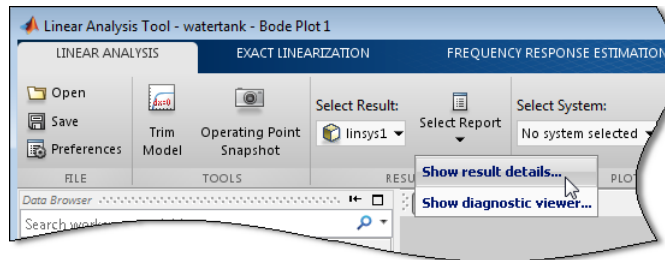 Linear Analysis Tool - watertank - Bode Plot 1
LINEAR ANALYSIS
EXACT LINEARIZATION
FREQUENCY RESPONSE ESTIMATION
Open
Save
Preferences
FILE
Trim
Model
Operating Point
Snapshot
TOOLS
Select Result:
linsys1
Select Report
RESU
Select System:
No system selected
PLO
Show result details...
Show diagnostic viewer...
Data Browser
Search